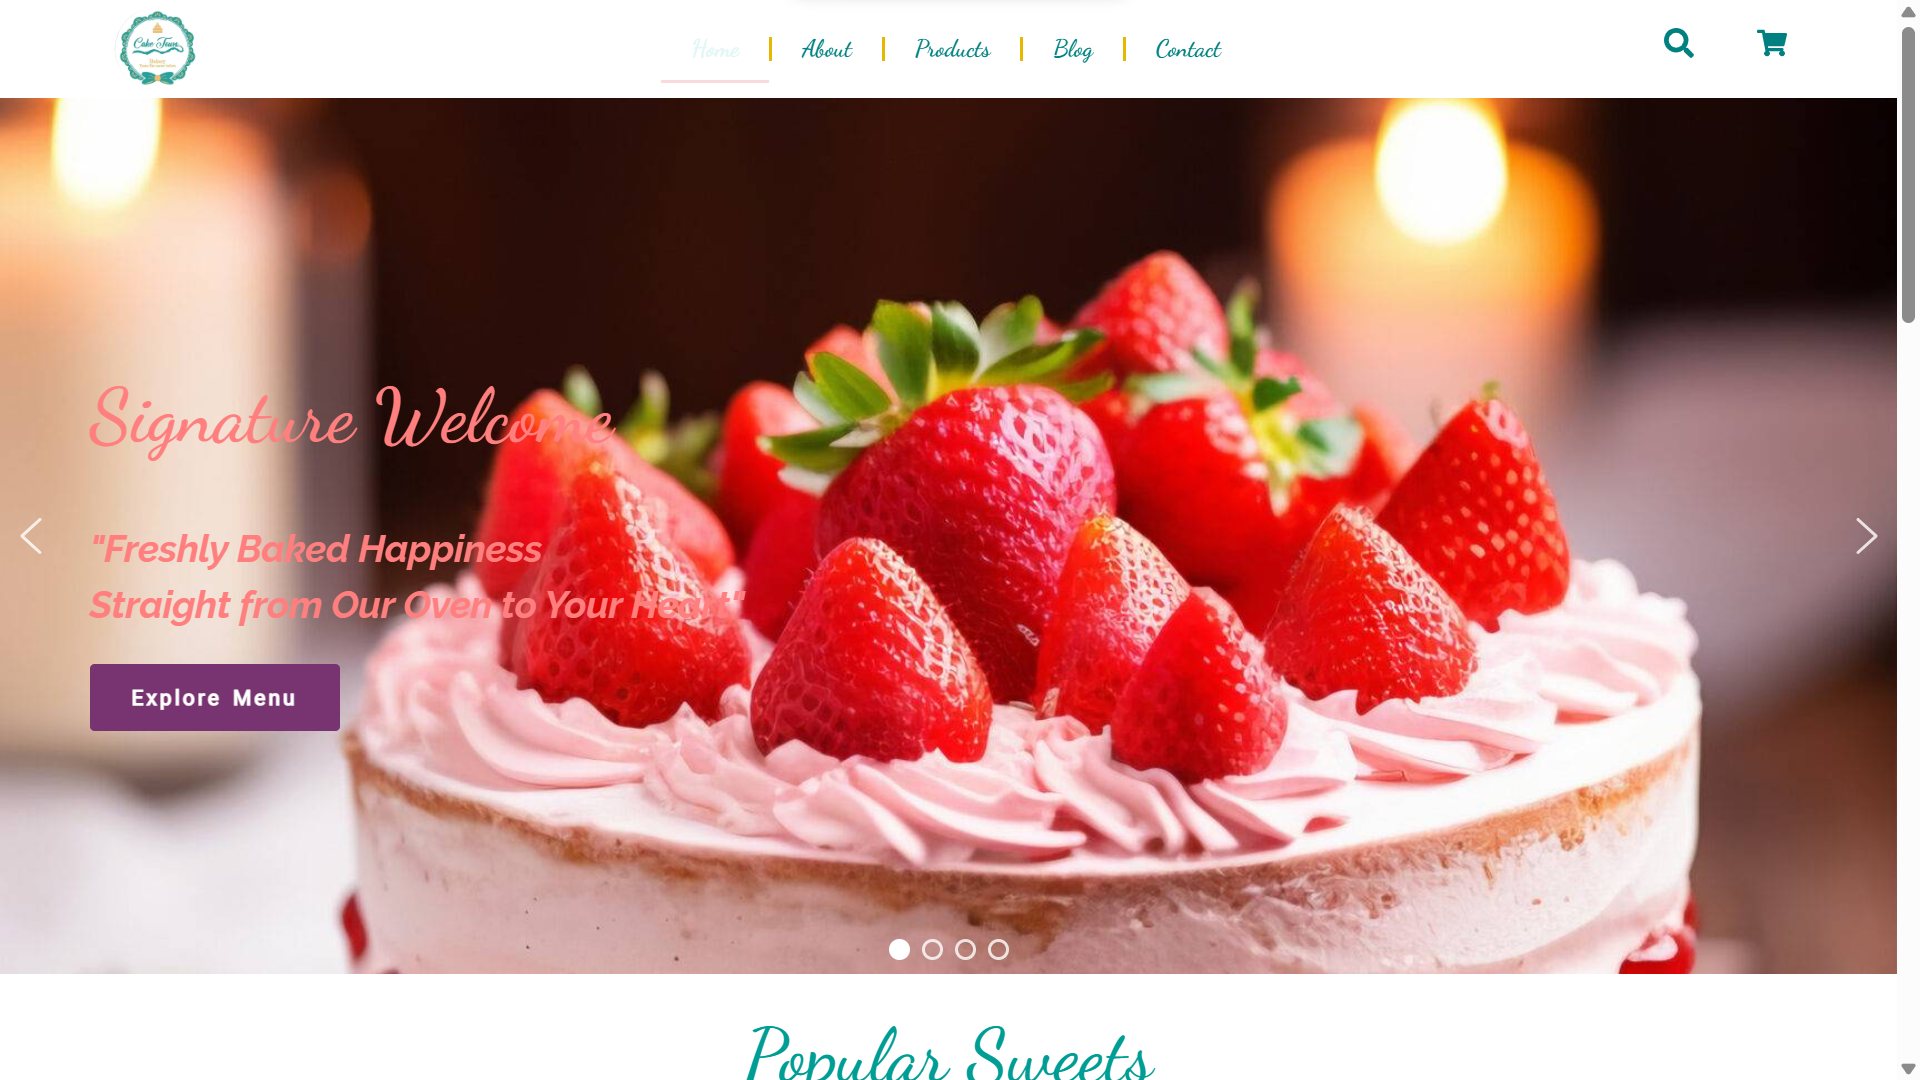 Cake Town
Bakery
Home
About
Products
Blog
Contact
Signature Welcome
"Freshly Baked Happiness
Straight from Our Oven to Your Heart"
Explore Menu
Popular Sweets